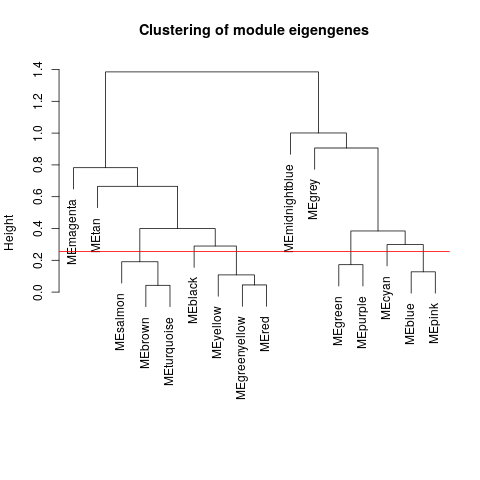 Clustering of module eigengenes
Height
1.4
1.2
1.0
0.8
0.6
0.4
0.2
0.0
MEmagenta
MEtan
MEsalmon
MEbrown
MEturquoise
MEblack
MEyellow
MEgreenyellow
MEred
MEmidnightblue
MEgrey
MEgreen
MEpurple
MEcyan
MEblue
MEpink